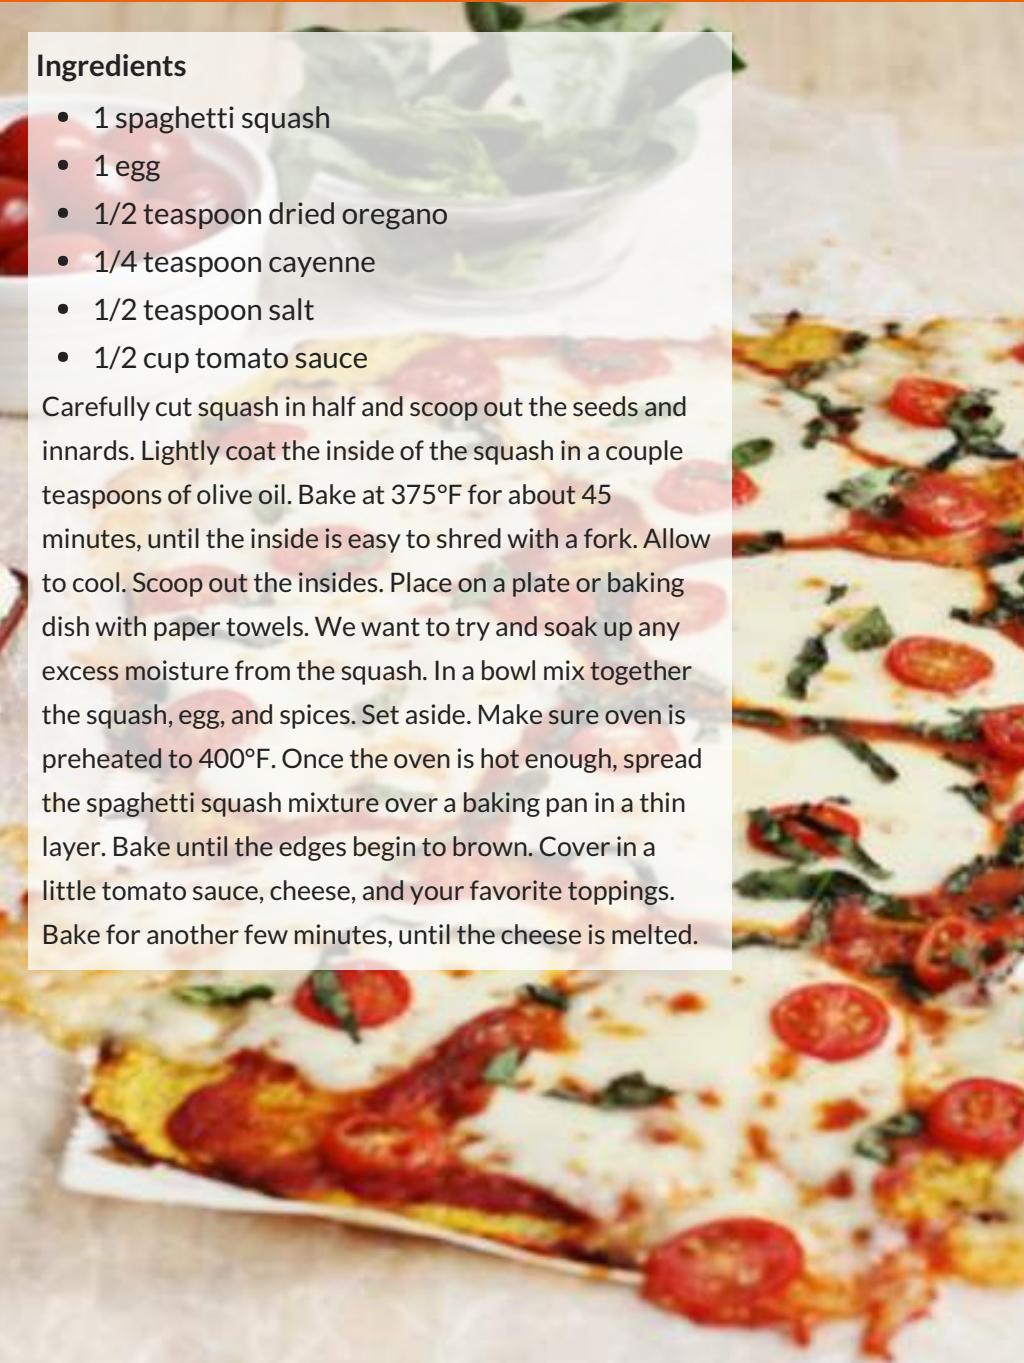 Ingredients
• 1 spaghetti squash
• 1 egg
• 1/2 teaspoon dried oregano
• 1/4 teaspoon cayenne
• 1/2 teaspoon salt
• 1/2 cup tomato sauce
Carefully cut squash in half and scoop out the seeds and
innards. Lightly coat the inside of the squash in a couple
teaspoons of olive oil. Bake at 375°F for about 45
minutes, until the inside is easy to shred with a fork. Allow
to cool. Scoop out the insides. Place on a plate or baking
dish with paper towels. We want to try and soak up any
excess moisture from the squash. In a bowl mix together
the squash, egg, and spices. Set aside. Make sure oven is
preheated to 400°F. Once the oven is hot enough, spread
the spaghetti squash mixture over a baking pan in a thin
layer. Bake until the edges begin to brown. Cover in a
little tomato sauce, cheese, and your favorite toppings.
Bake for another few minutes, until the cheese is melted.